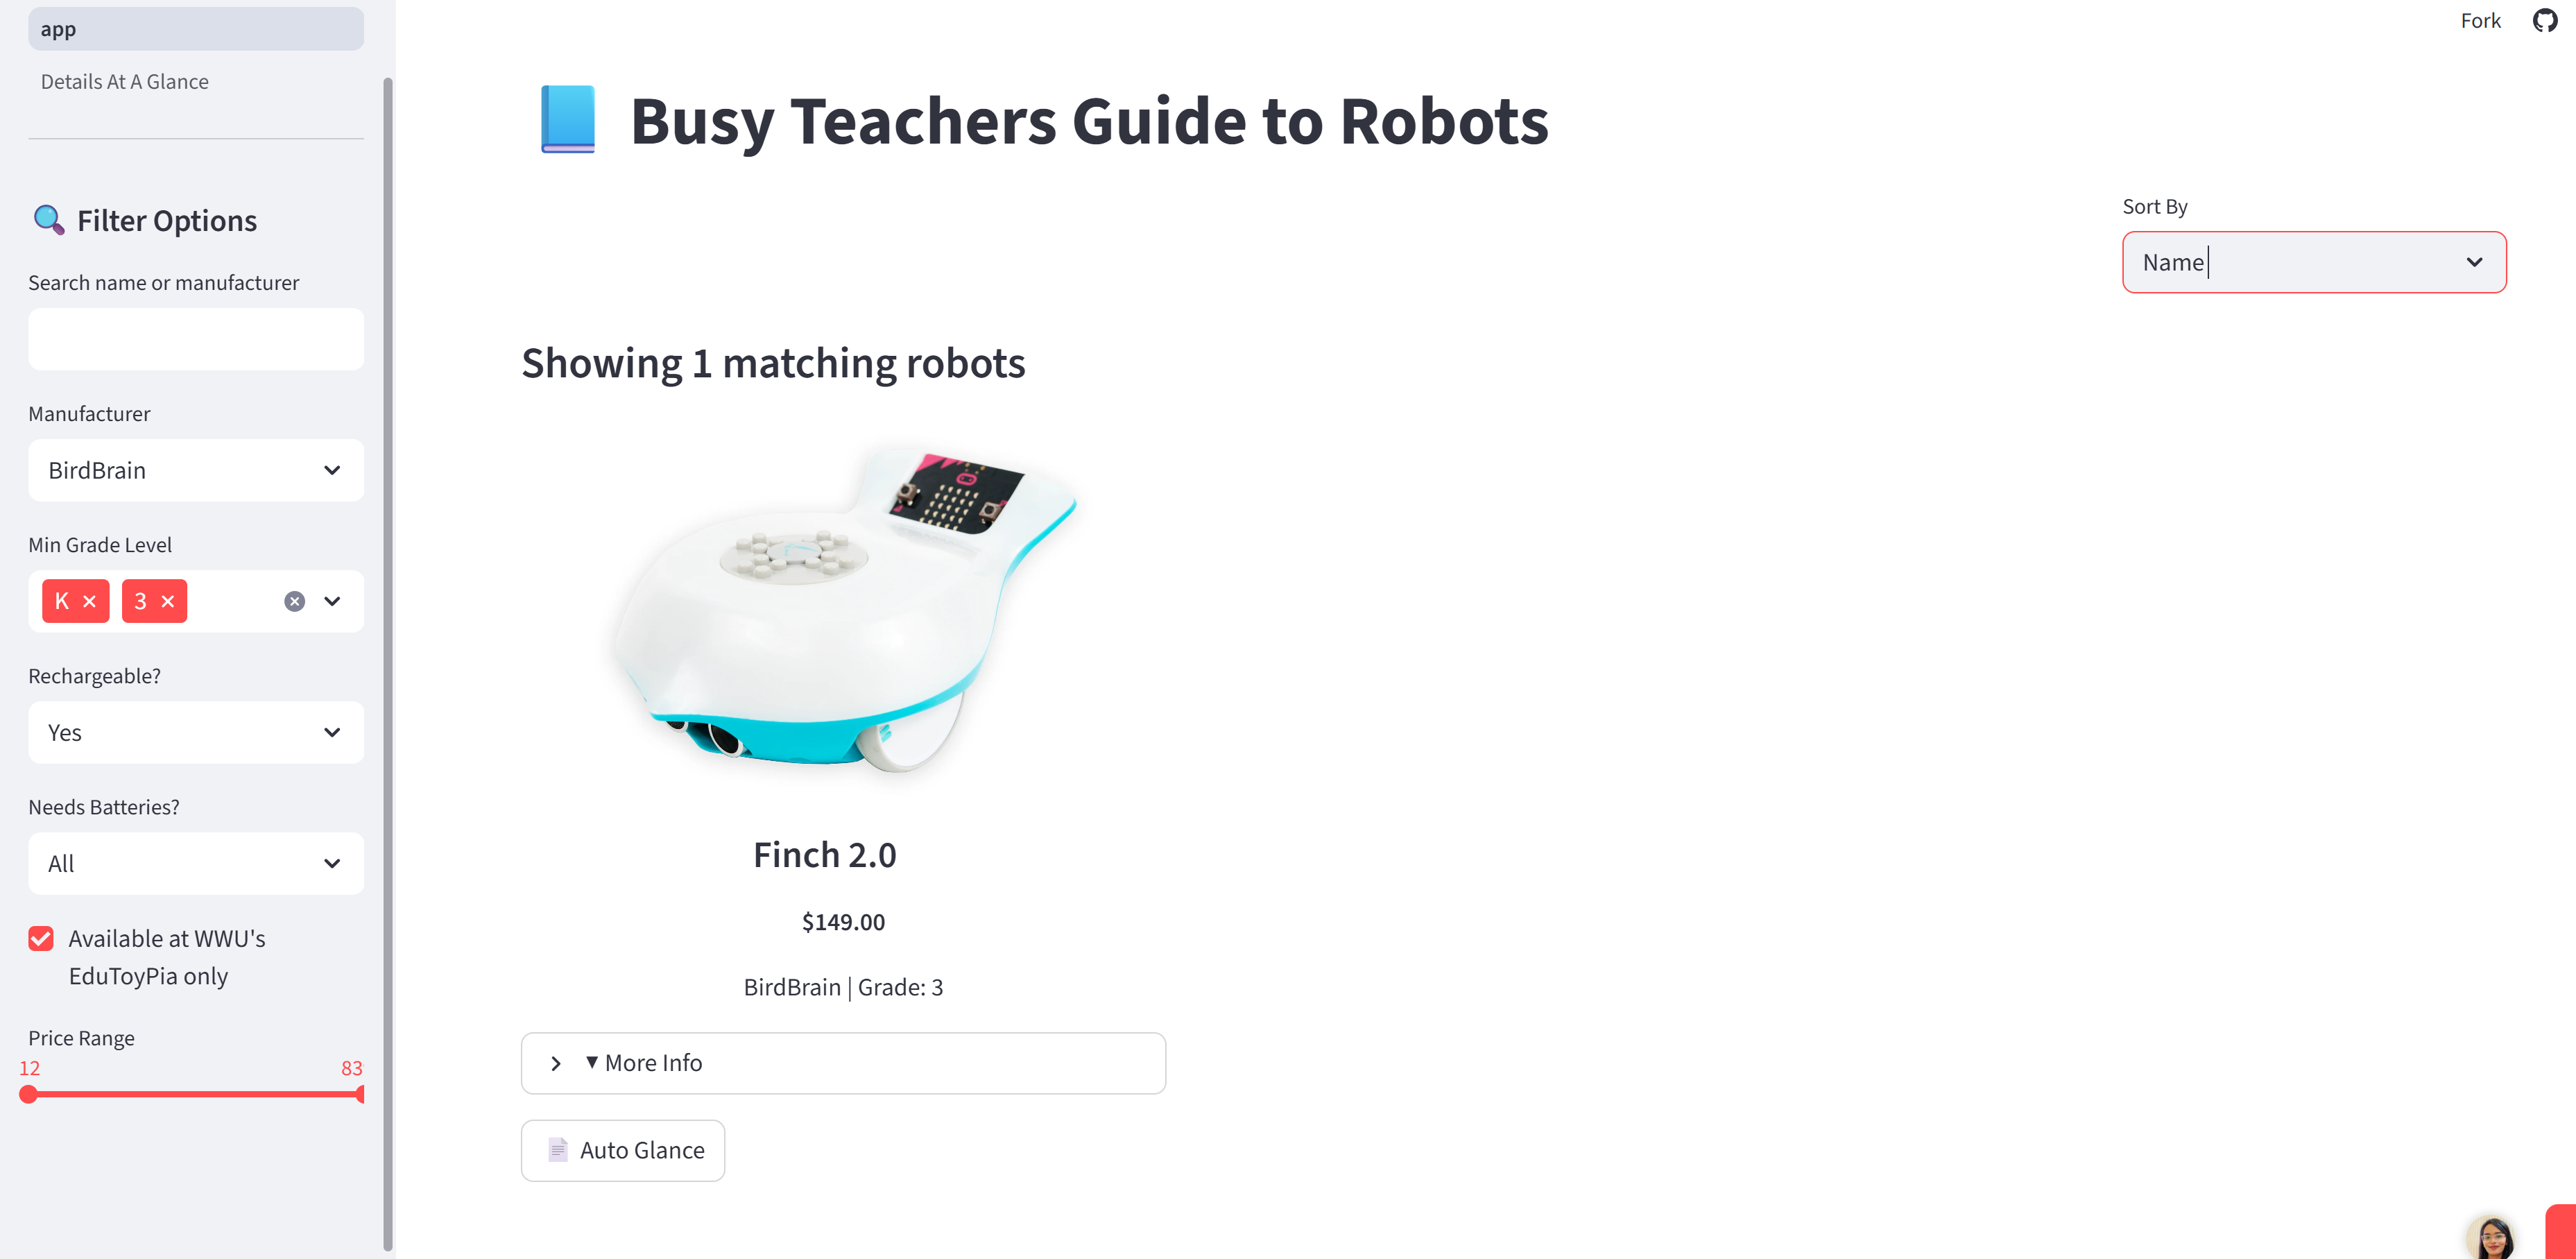 app
Details At A Glance
Fork
Busy Teachers Guide to Robots
Filter Options
Search name or manufacturer
Manufacturer
BirdBrain
Min Grade Level
K
3
Rechargeable?
Yes
Needs Batteries?
All
Available at WWU's
EduToyPia only
Price Range
12
83
Sort By
Name
Showing 1 matching robots
Finch 2.0
$149.00
BirdBrain | Grade: 3
▼ More Info
Auto Glance